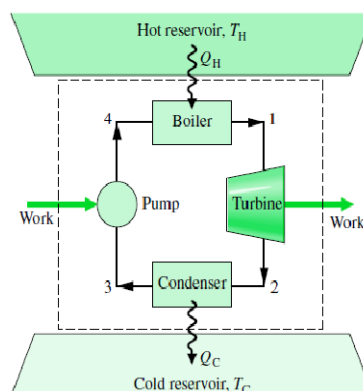 Hot reservoir, T_H
Q_H
4
Boiler
1
Work
Pump
Turbine
Work
3
Condenser
2
Q_C
Cold reservoir, T_C